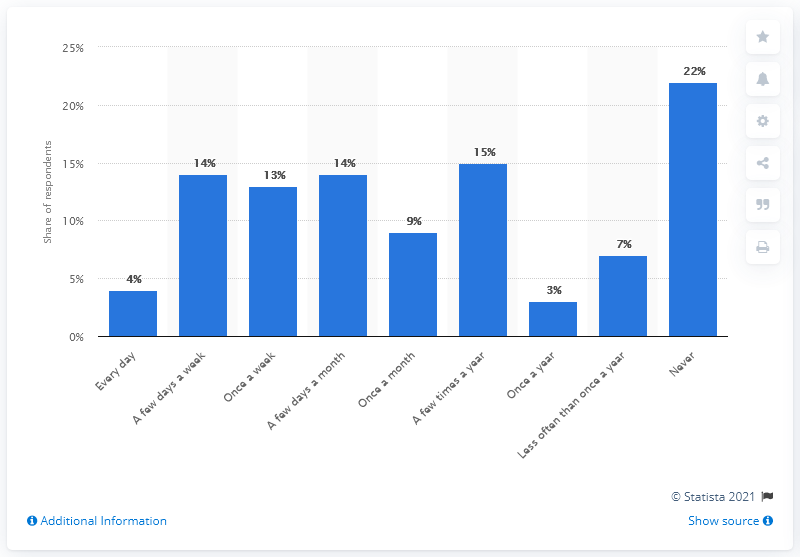 25%
20%
15%
10%
5%
0%
Share of respondents
4%
14%
13%
14%
9%
15%
3%
7%
22%
Every day
A few days a week
Once a week
A few days a month
Once a month
A few times a year
Once a year
Less often than once a year
Never
© Statista 2021
Additional Information
Show source